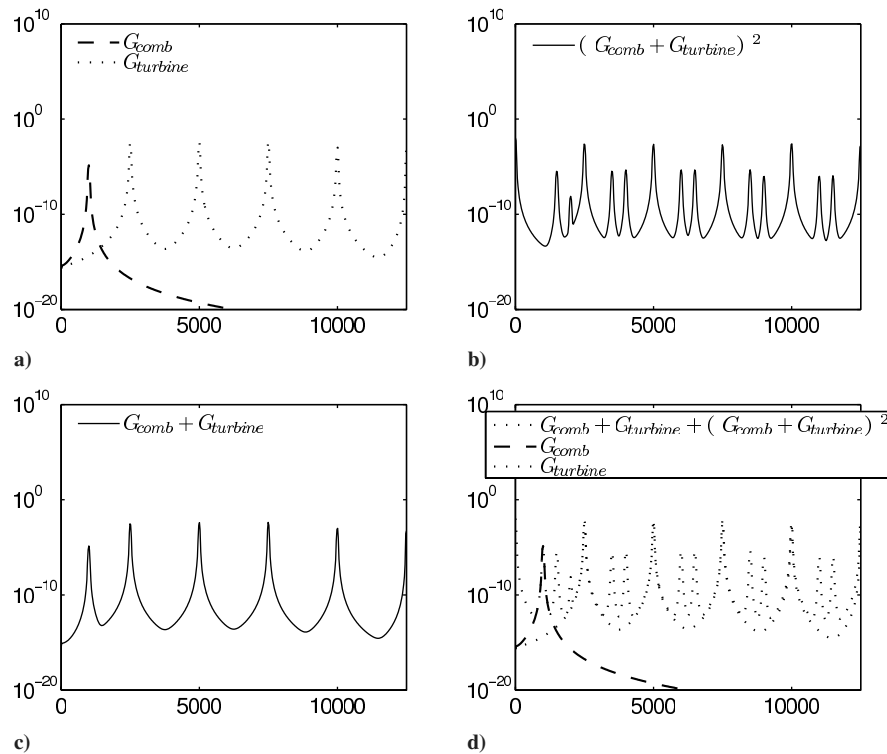 10^10
10^0
10^-10
10^-20
0 5000 10000
G_comb
G_turbine
a)
10^10
10^0
10^-10
10^-20
0 5000 10000
( G_comb + G_turbine ) ^2
b)
10^10
10^0
10^-10
10^-20
0 5000 10000
G_comb + G_turbine
c)
10^10
10^0
10^-10
10^-20
0 5000 10000
G_comb + G_turbine + ( G_comb + G_turbine ) ^2
G_comb
G_turbine
d)